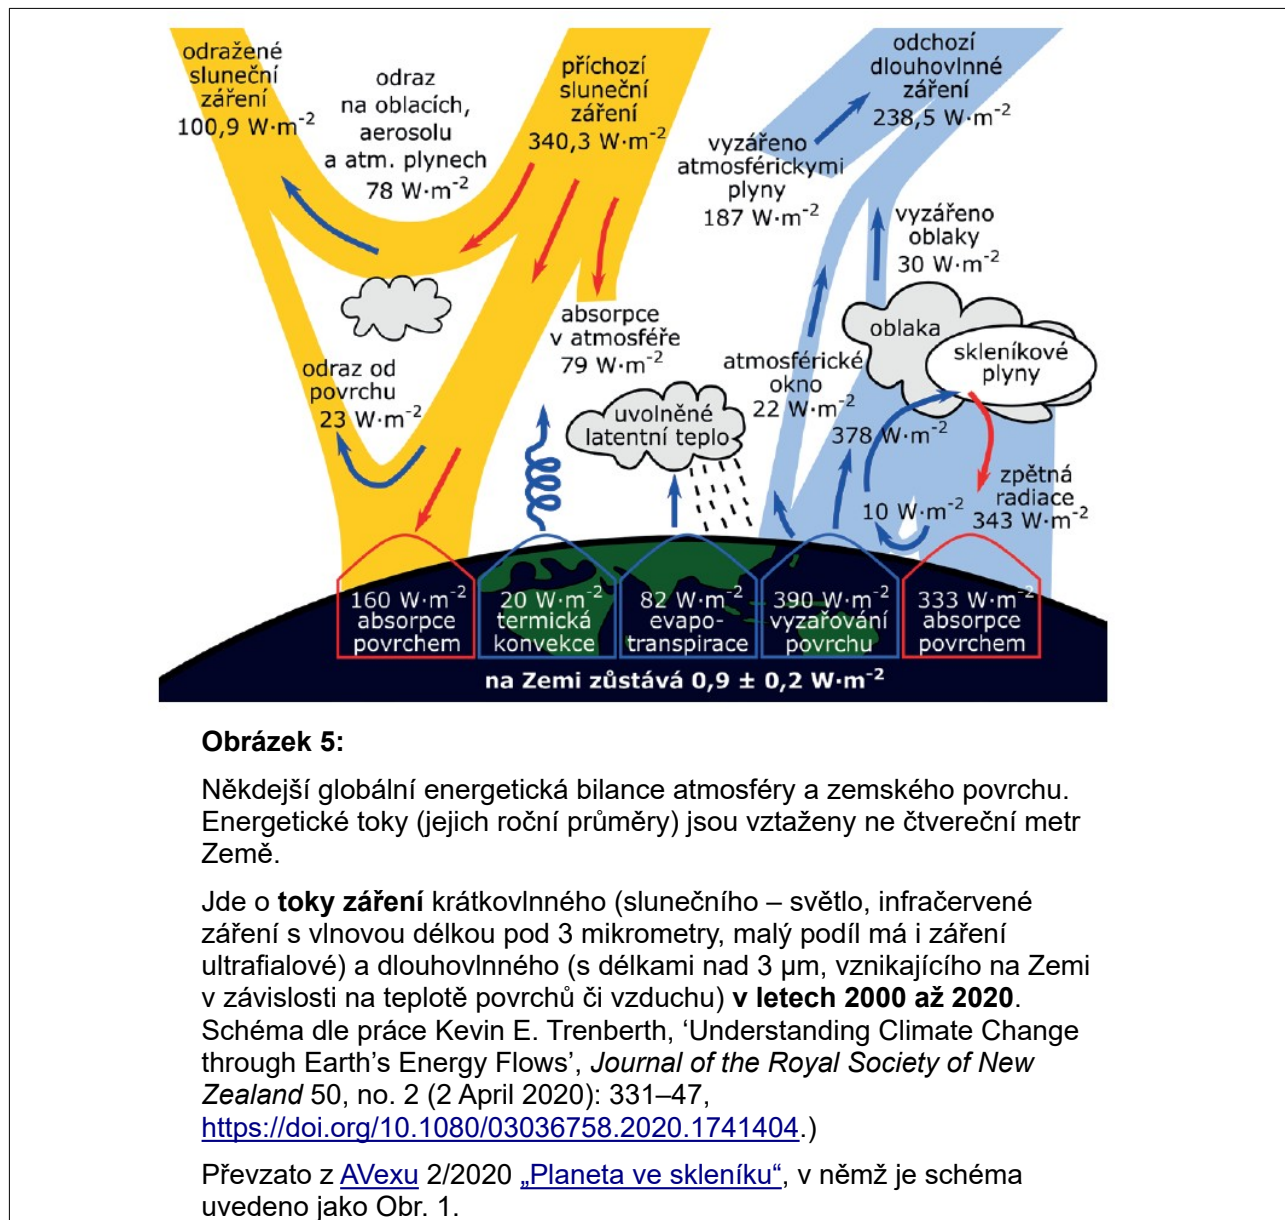 odražené
sluneční
záření
100,9 W·m⁻²
odraz
na oblacích,
aerosolu
a atm. plynech
78 W·m⁻²
příchozí
sluneční
záření
340,3 W·m⁻²
odchozí
dlouhovlnné
záření
238,5 W·m⁻²
vyzářeno
atmosférickymi
plyny
187 W·m⁻²
vyzářeno
oblaky
30 W·m⁻²
absorpce
v atmosféře
79 W·m⁻²
oblaka
skleníkové
plyny
odraz od
povrchu
23 W·m⁻²
uvolněné
latentní teplo
atmosférické
okno
22 W·m⁻²
378 W·m⁻²
10 W·m⁻²
zpětná
radiace
343 W·m⁻²
160 W·m⁻²
absorpce
povrchem
20 W·m⁻²
termická
konvekce
82 W·m⁻²
evapo-
transpirace
390 W·m⁻²
vyzařování
povrchu
333 W·m⁻²
absorpce
povrchem
na Zemi zůstává 0,9 ± 0,2 W·m⁻²
Obrázek 5:
Někdejší globální energetická bilance atmosféry a zemského povrchu.
Energetické toky (jejich roční průměry) jsou vztaženy ne čtvereční metr
Země.
Jde o toky záření krátkovlnného (slunečního – světlo, infračervené
záření s vlnovou délkou pod 3 mikrometry, malý podíl má i záření
ultrafialové) a dlouhovlnného (s délkami nad 3 μm, vznikajícího na Zemi
v závislosti na teplotě povrchů či vzduchu) v letech 2000 až 2020.
Schéma dle práce Kevin E. Trenberth, ‘Understanding Climate Change
through Earth’s Energy Flows’, Journal of the Royal Society of New
Zealand 50, no. 2 (2 April 2020): 331–47,
https://doi.org/10.1080/03036758.2020.1741404.)
Převzato z AVexu 2/2020 „Planeta ve skleníku“, v němž je schéma
uvedeno jako Obr. 1.